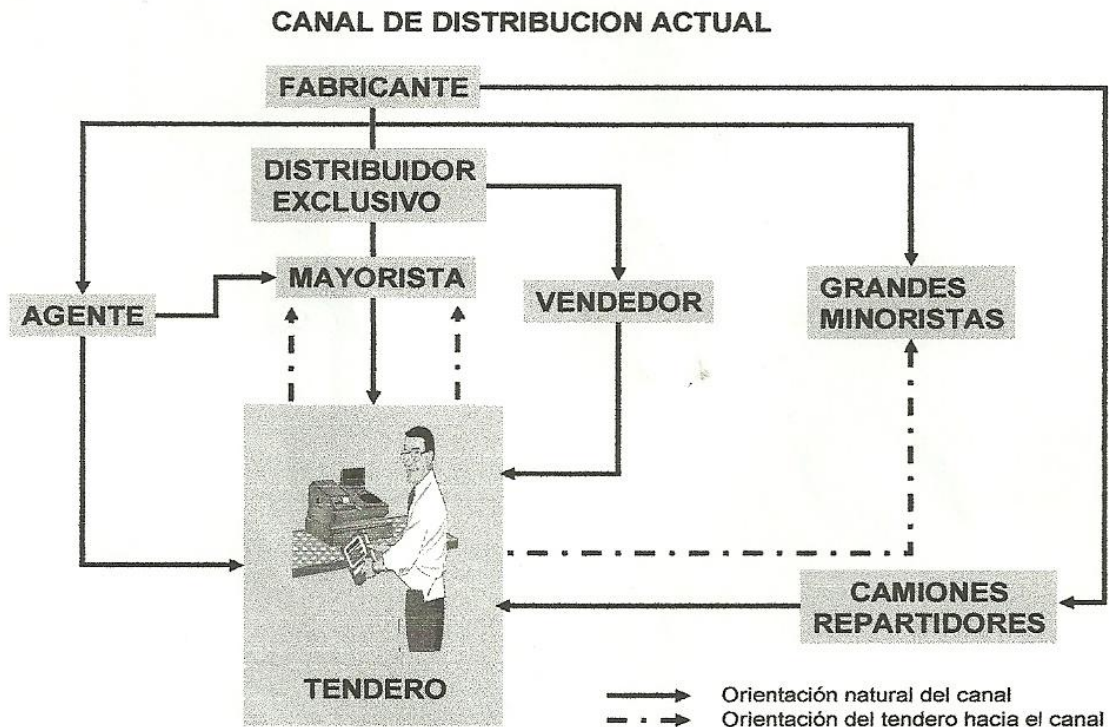 CANAL DE DISTRIBUCION ACTUAL
FABRICANTE
DISTRIBUIDOR
EXCLUSIVO
MAYORISTA
AGENTE
VENDEDOR
GRANDES
MINORISTAS
CAMIONES
REPARTIDORES
TENDERO
Orientación natural del canal
Orientación del tendero hacia el canal